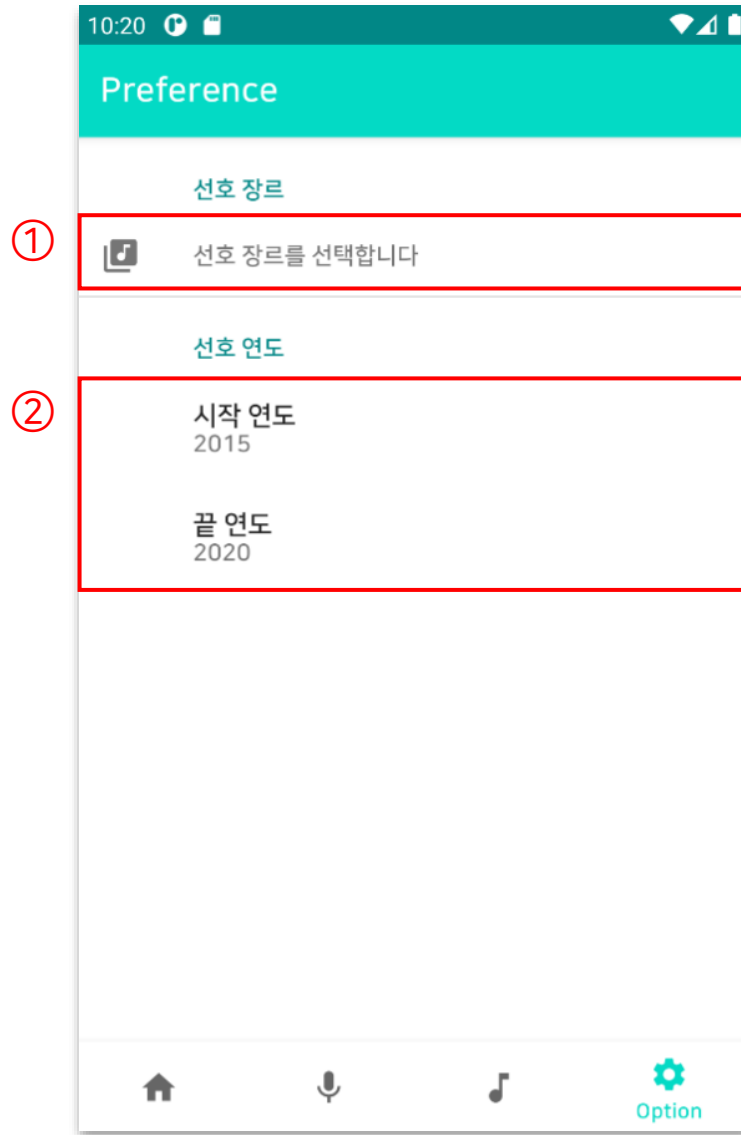 10:20
Preference
선호 장르
①
선호 장르를 선택합니다
선호 연도
②
시작 연도
2015
끝 연도
2020
Option